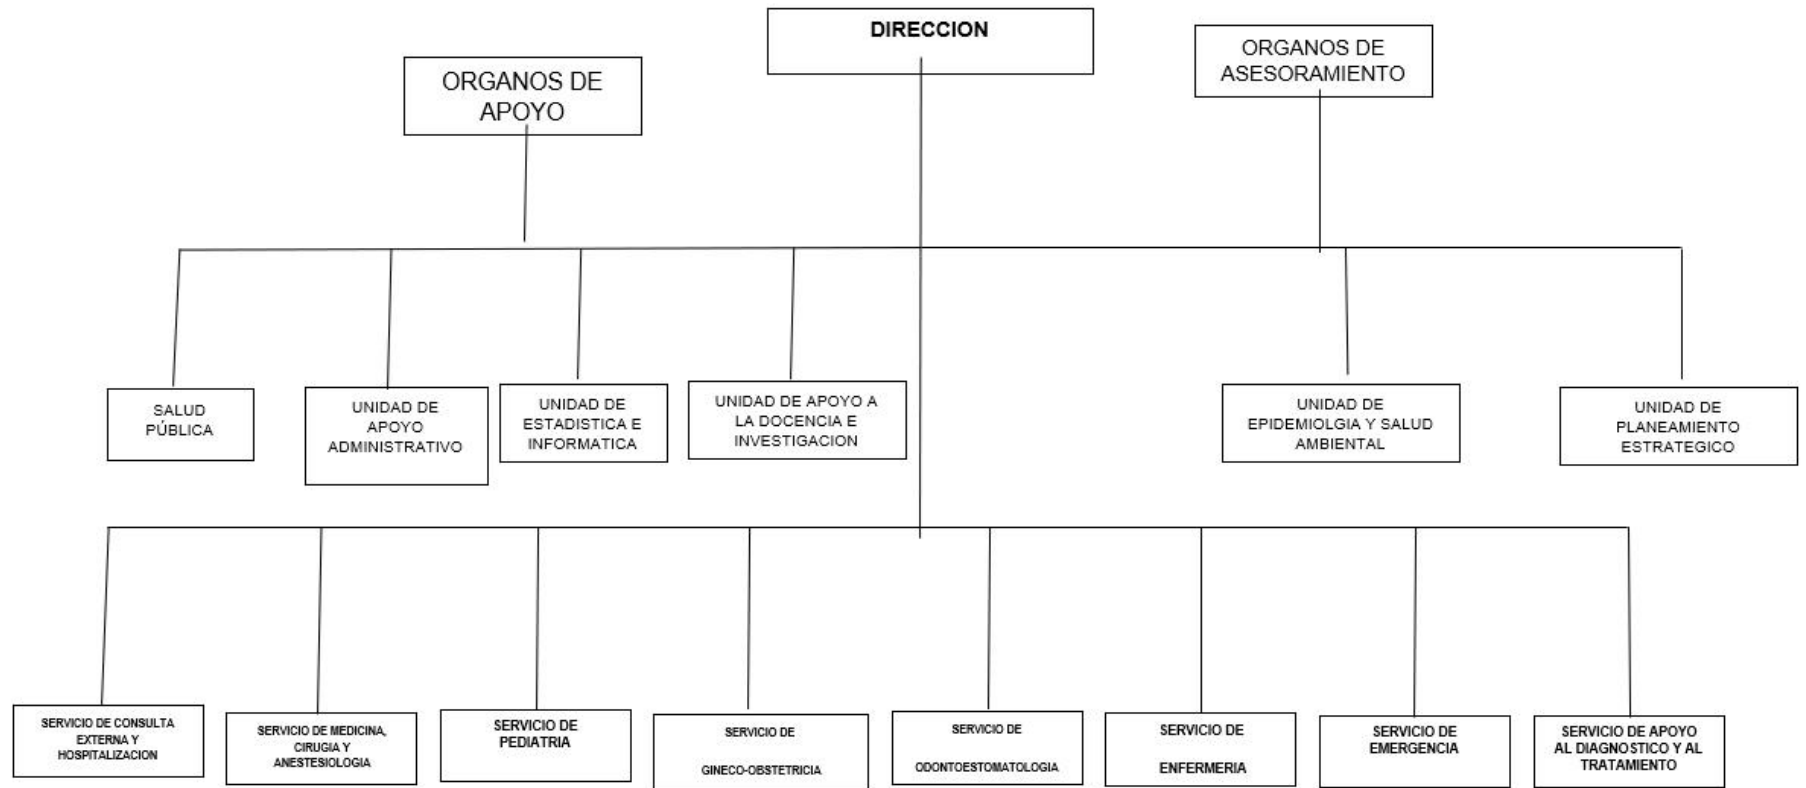 DIRECCION
ORGANOS DE
APOYO
ORGANOS DE
ASESORAMIENTO
SALUD
PÚBLICA
UNIDAD DE
APOYO
ADMINISTRATIVO
UNIDAD DE
ESTADISTICA E
INFORMATICA
UNIDAD DE APOYO A
LA DOCENCIA E
INVESTIGACION
UNIDAD DE
EPIDEMIOLGIA Y SALUD
AMBIENTAL
UNIDAD DE
PLANEAMIENTO
ESTRATEGICO
SERVICIO DE CONSULTA
EXTERNA Y
HOSPITALIZACION
SERVICIO DE MEDICINA,
CIRUGIA Y
ANESTESIOLOGIA
SERVICIO DE
PEDIATRIA
SERVICIO DE
GINECO-OBSTETRICIA
SERVICIO DE
ODONTOESTOMATOLOGIA
SERVICIO DE
ENFERMERIA
SERVICIO DE
EMERGENCIA
SERVICIO DE APOYO
AL DIAGNOSTICO Y AL
TRATAMIENTO